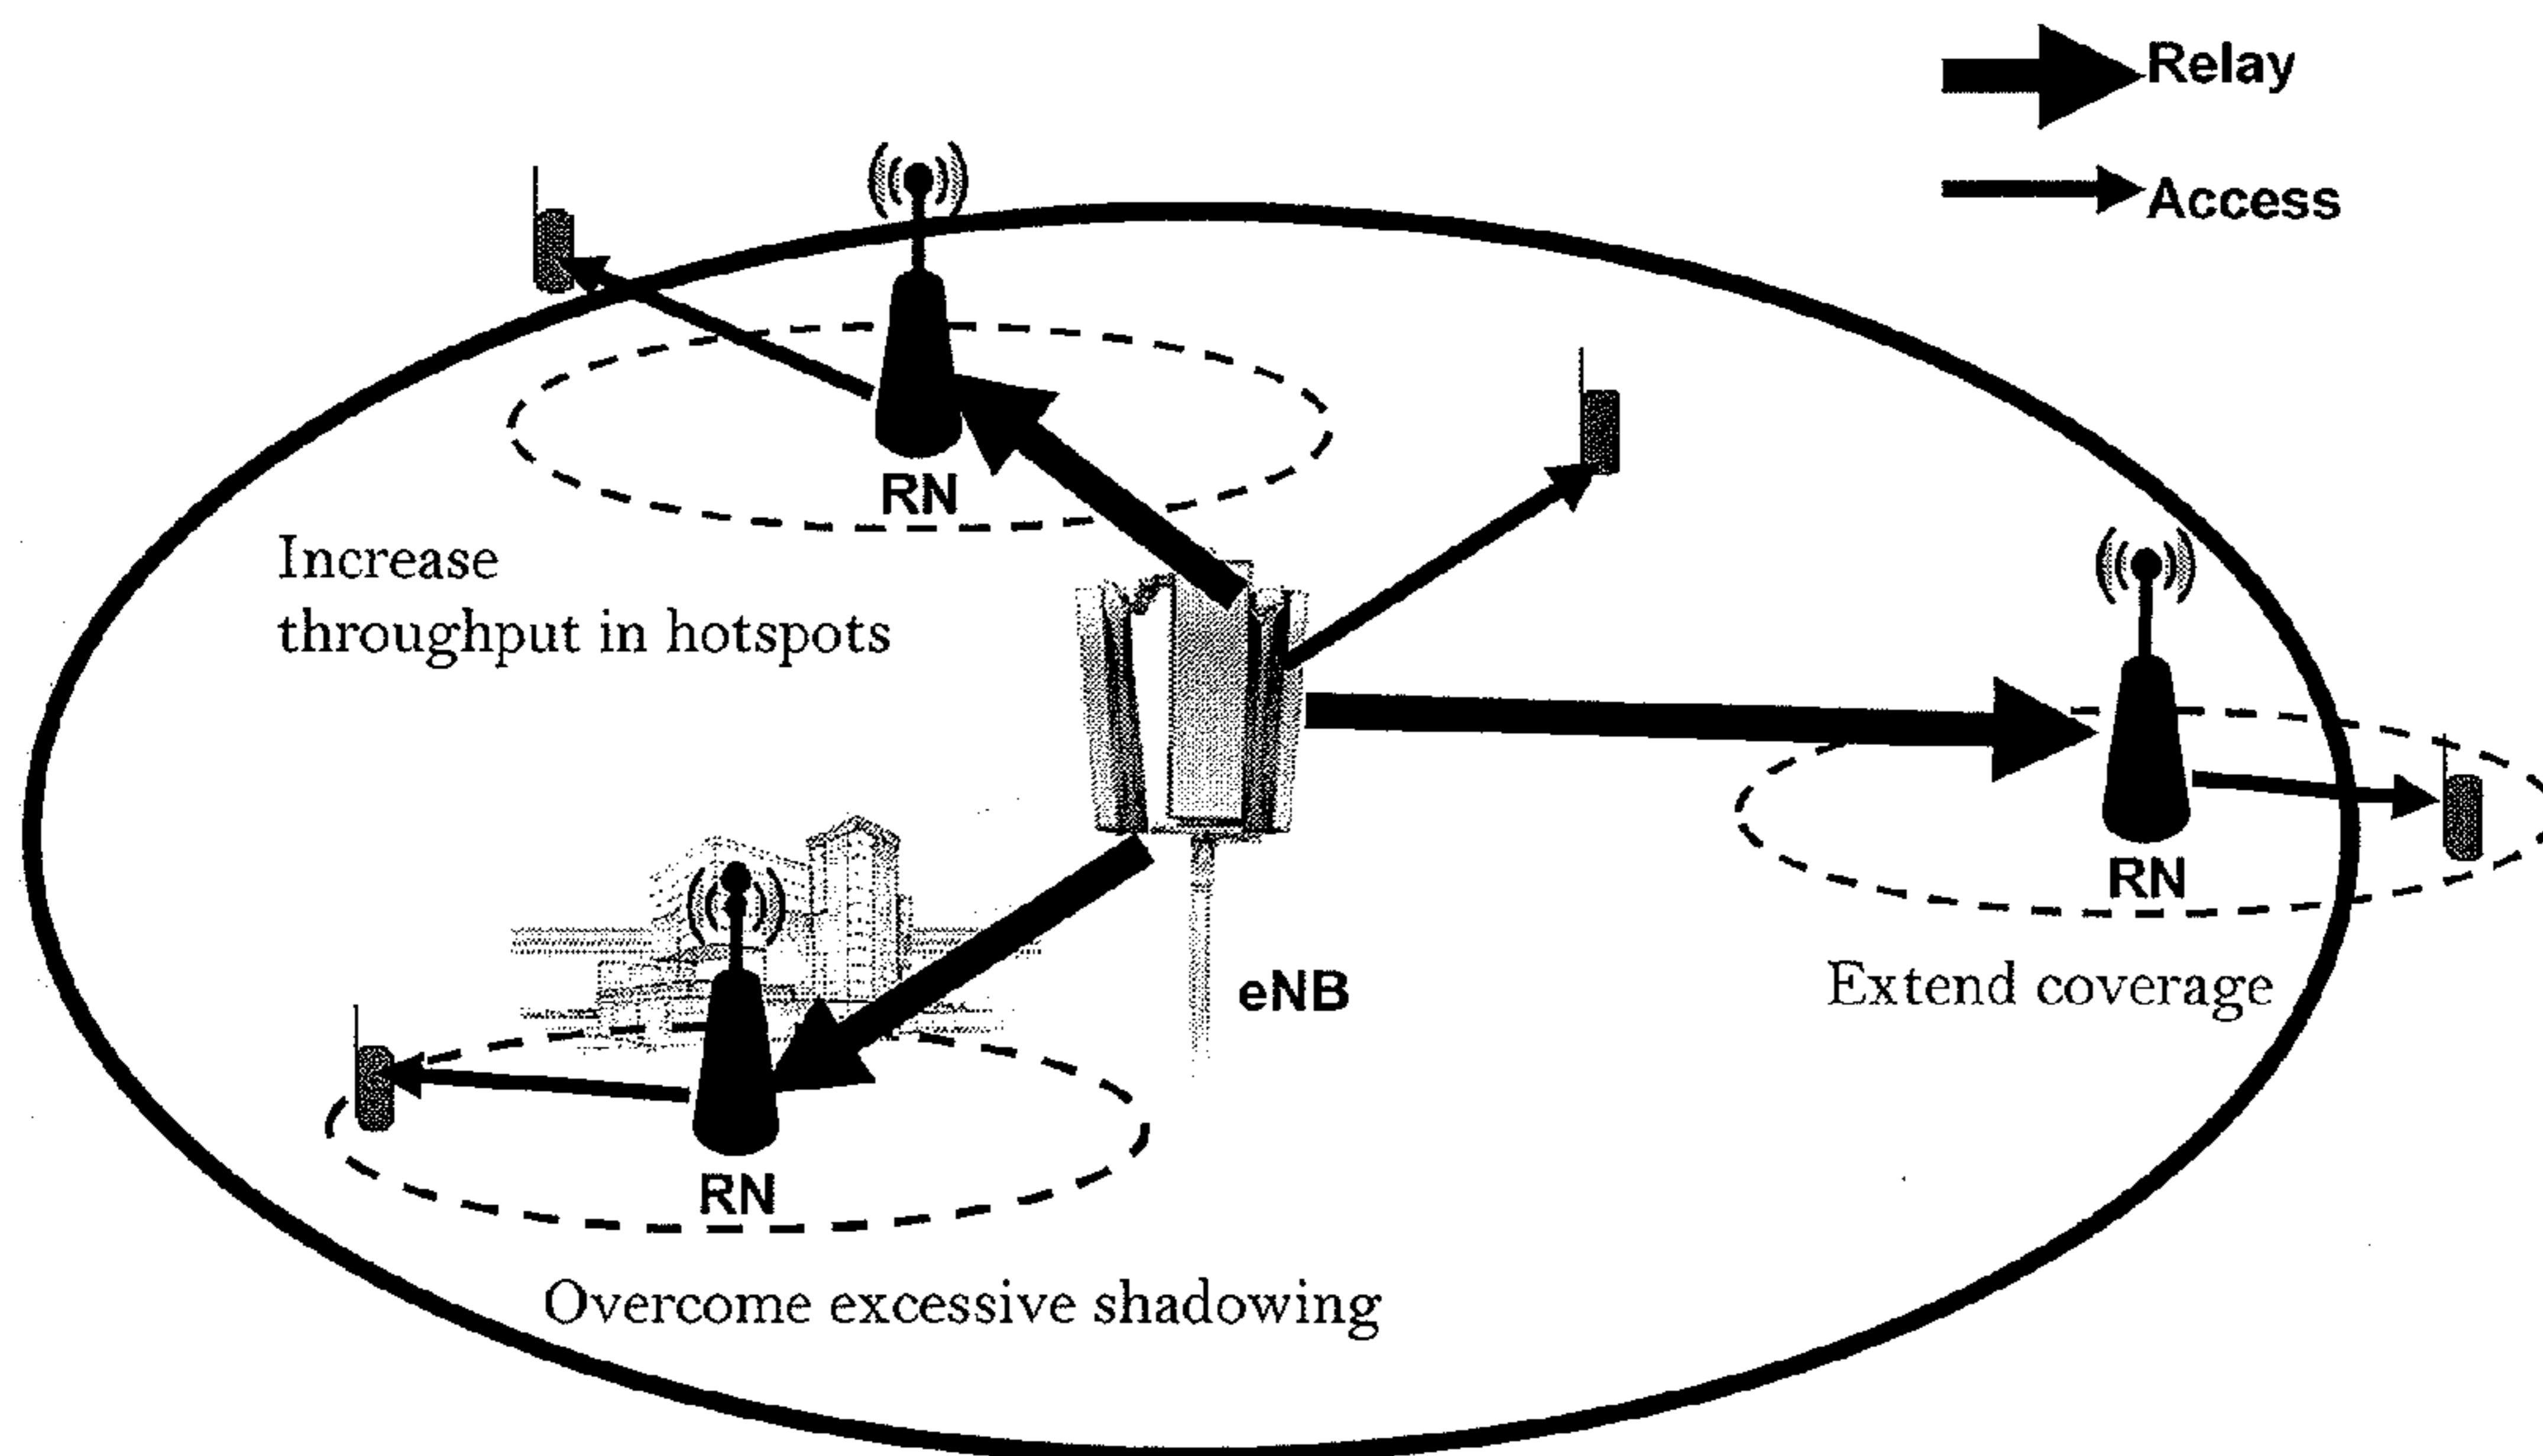 Relay
Access
RN
Increase
throughput in hotspots
RN
eNB
Extend coverage
RN
Overcome excessive shadowing